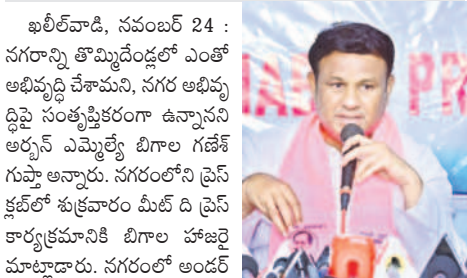 ఖలీల్‌వాడి, నవంబర్ 24 :
నగరాన్ని తొమ్మిదేండ్లలో ఎంతో
అభివృద్ధి చేశామని, నగర అభివృ
ద్ధిపై సంతృప్తికరంగా ఉన్నానని
అర్బన్ ఎమ్మెల్యే బిగాల గణేశ్
గుప్తా అన్నారు. నగరంలోని ప్రెస్
క్లబ్‌లో శుక్రవారం మీట్ ది ప్రెస్
కార్యక్రమానికి బిగాల హాజరై
మాట్లాడారు. నగరంలో అండర్